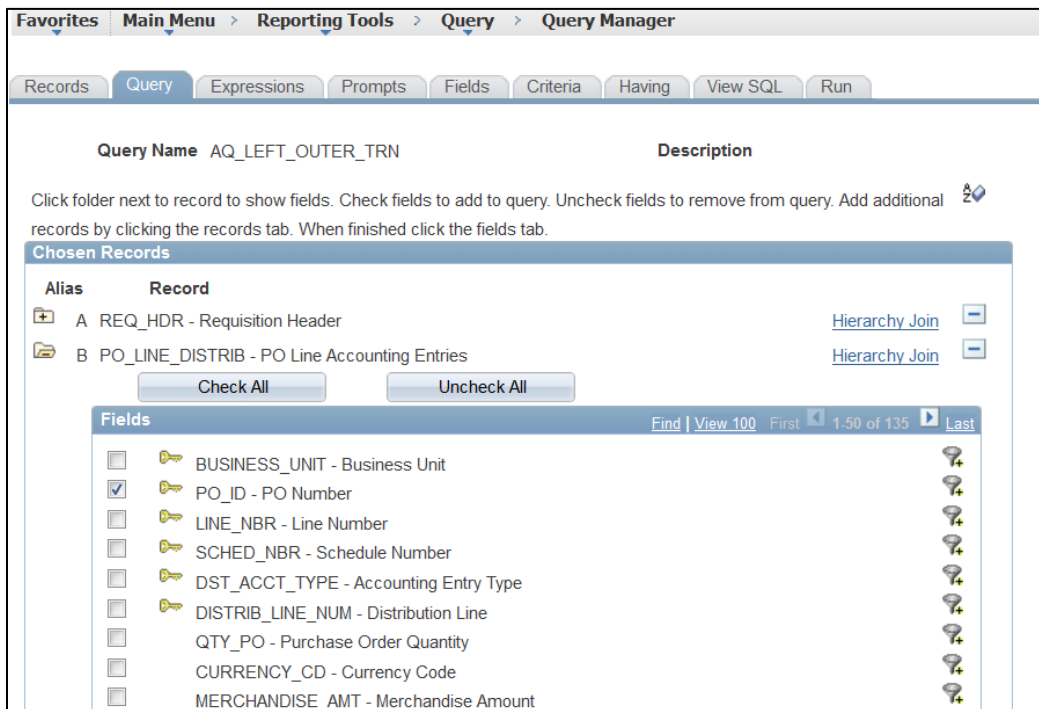 Favorites Main Menu > Reporting Tools > Query > Query Manager
Records Query Expressions Prompts Fields Criteria Having View SQL Run
Query Name AQ_LEFT_OUTER_TRN Description
Click folder next to record to show fields. Check fields to add to query. Uncheck fields to remove from query. Add additional
records by clicking the records tab. When finished click the fields tab.
Chosen Records
Alias Record
A REQ_HDR - Requisition Header Hierarchy Join
B PO_LINE_DISTRIB - PO Line Accounting Entries Hierarchy Join
Check All Uncheck All
Fields Find | View 100 First 1-50 of 135 Last
BUSINESS_UNIT - Business Unit
PO_ID - PO Number
LINE_NBR - Line Number
SCHED_NBR - Schedule Number
DST_ACCT_TYPE - Accounting Entry Type
DISTRIB_LINE_NUM - Distribution Line
QTY_PO - Purchase Order Quantity
CURRENCY_CD - Currency Code
MERCHANDISE_AMT - Merchandise Amount